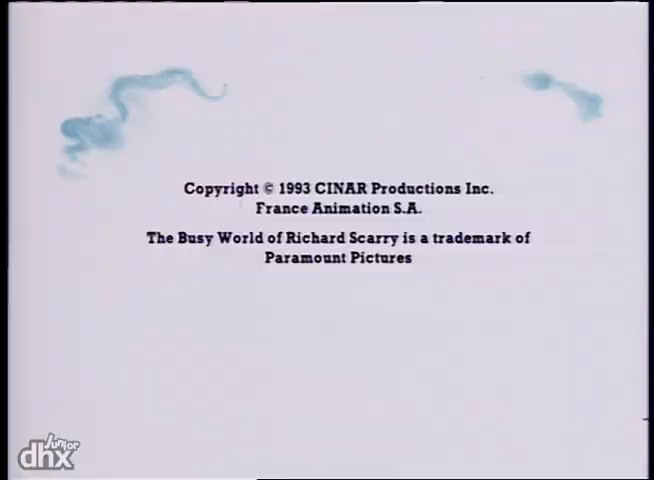 Copyright © 1993 CINAR Productions Inc.
France Animation S.A.
The Busy World of Richard Scarry is a trademark of
Paramount Pictures
Junior
dhx